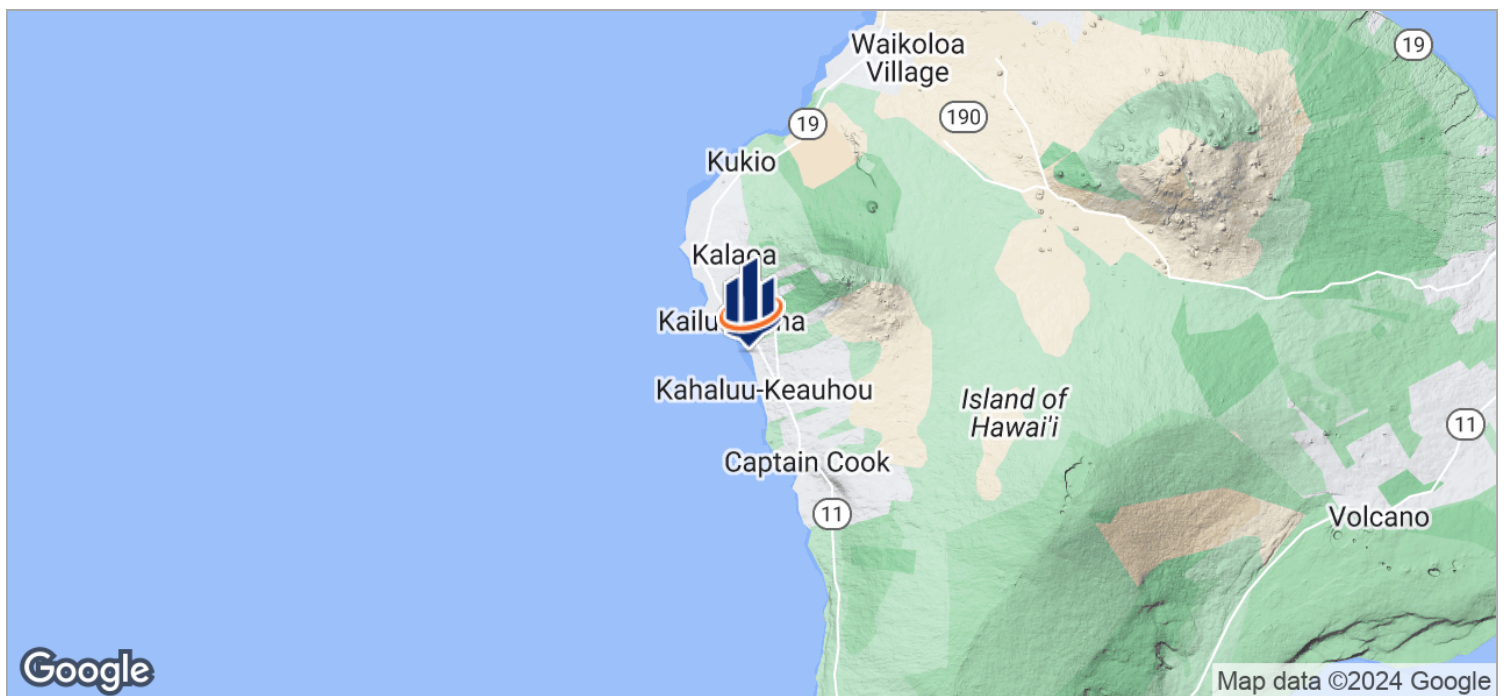 Waikoloa
Village
19
19
190
Kukio
Kalaoa
Kahaluu-Keauhou
Island of
Hawai'i
11
Captain Cook
11
Volcano
Google
Map data ©2024 Google